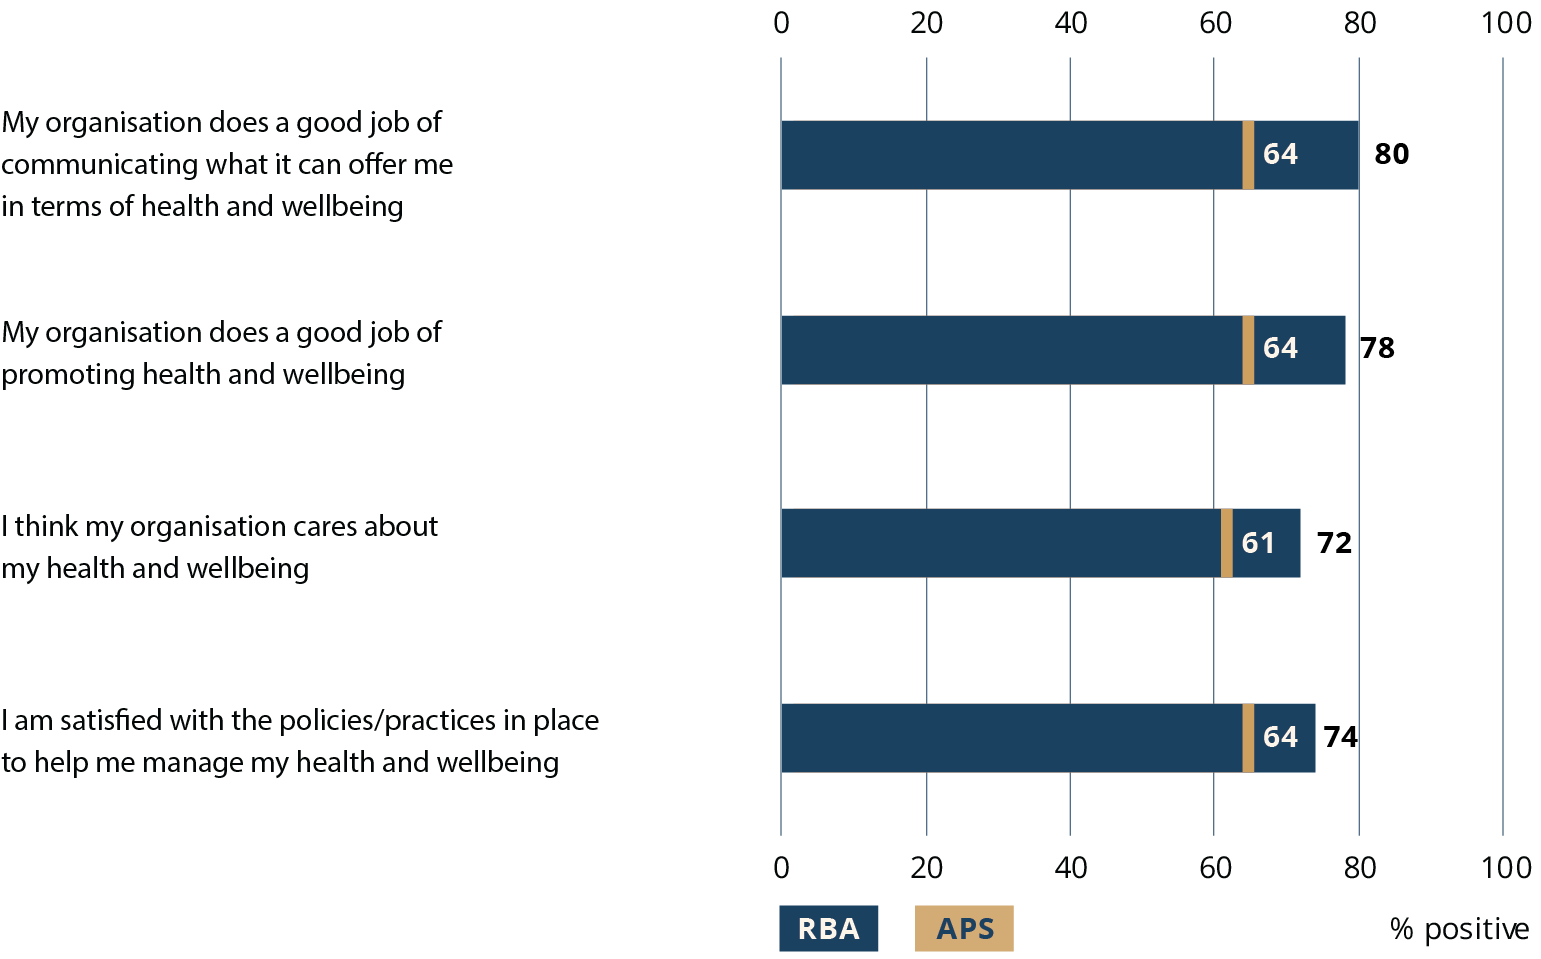 0 20 40 60 80 100
My organisation does a good job of
communicating what it can offer me
in terms of health and wellbeing
64 80
My organisation does a good job of
promoting health and wellbeing
64 78
I think my organisation cares about
my health and wellbeing
61 72
I am satisfied with the policies/practices in place
to help me manage my health and wellbeing
64 74
0 20 40 60 80 100
RBA APS % positive